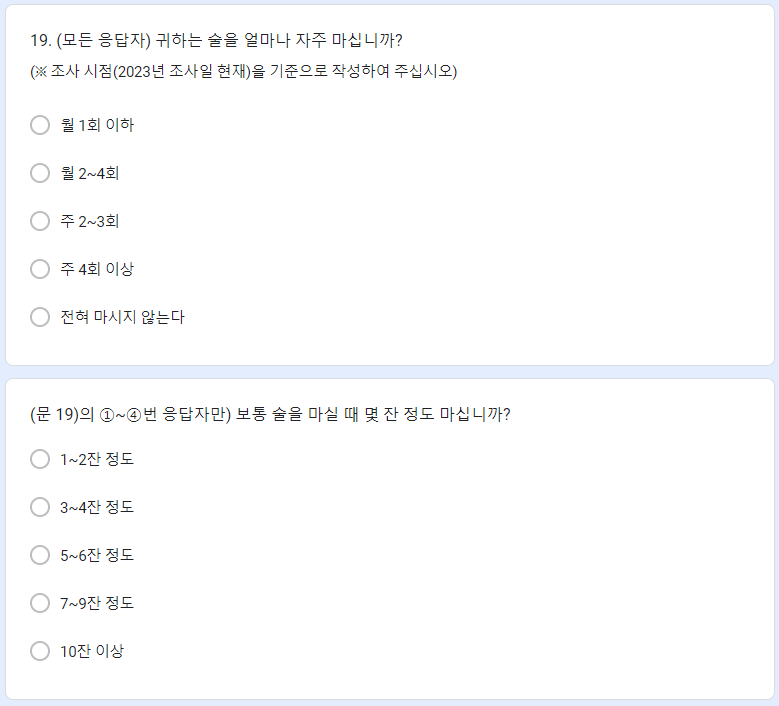 19. (모든 응답자) 귀하는 술을 얼마나 자주 마십니까?
(※ 조사 시점(2023년 조사일 현재)을 기준으로 작성하여 주십시오)
월 1회 이하
월 2~4회
주 2~3회
주 4회 이상
전혀 마시지 않는다
(문 19)의 ①~④번 응답자만) 보통 술을 마실 때 몇 잔 정도 마십니까?
1~2잔 정도
3~4잔 정도
5~6잔 정도
7~9잔 정도
10잔 이상